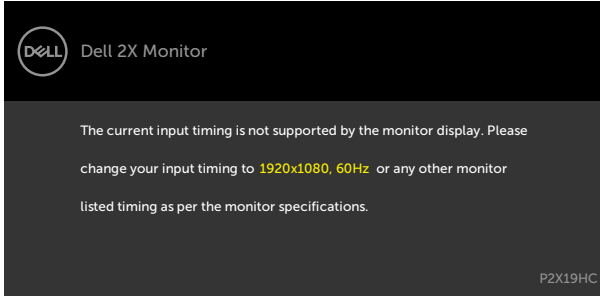 DELL
Dell 2X Monitor
The current input timing is not supported by the monitor display. Please
change your input timing to 1920x1080, 60Hz or any other monitor
listed timing as per the monitor specifications.
P2X19HC